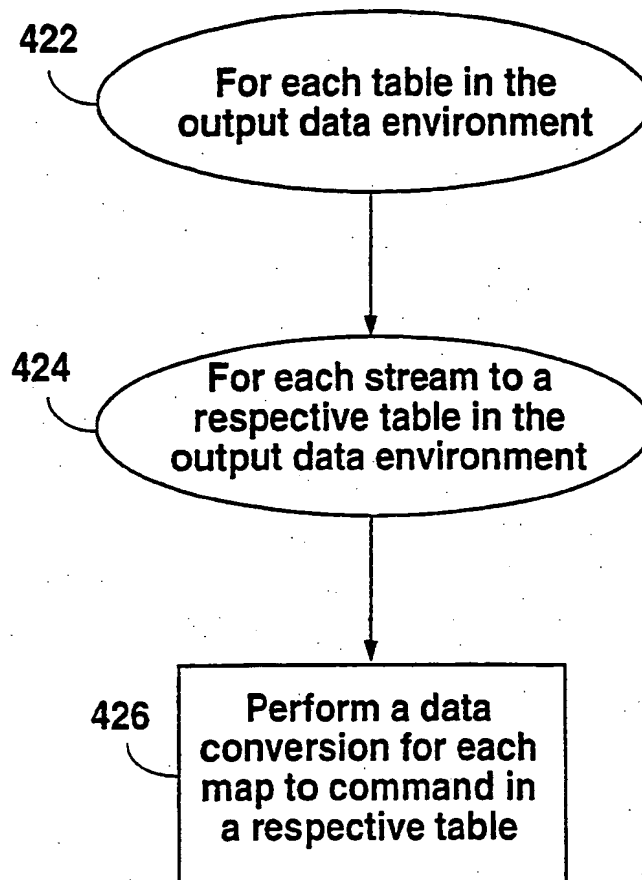 422
For each table in the
output data environment
424
For each stream to a
respective table in the
output data environment
426
Perform a data
conversion for each
map to command in
a respective table